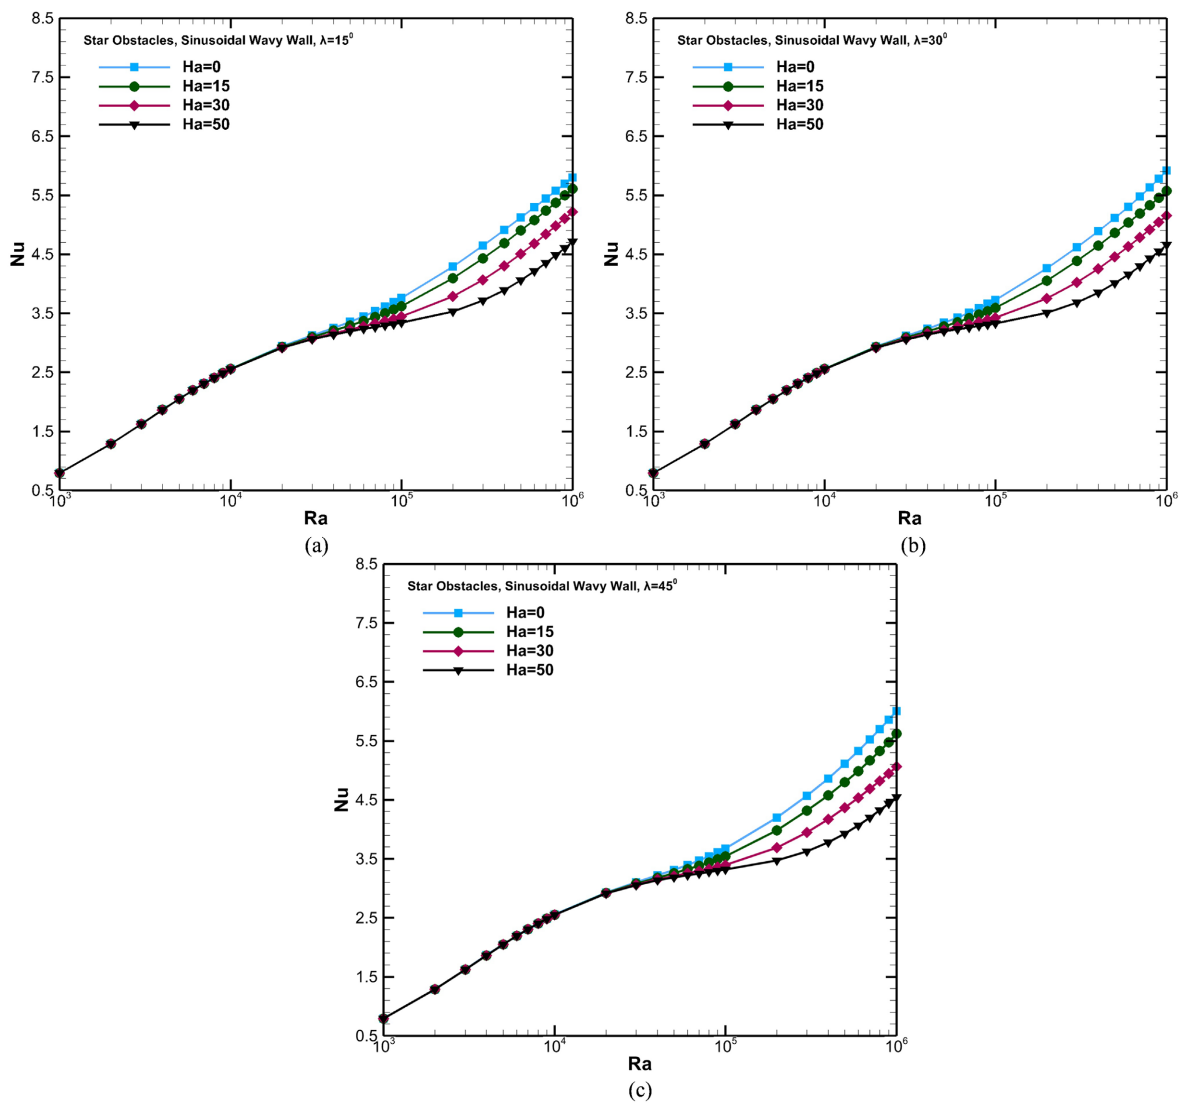 8.5
Star Obstacles, Sinusoidal Wavy Wall, λ=15⁰
Ha=0
Ha=15
Ha=30
Ha=50
7.5
6.5
5.5
4.5
3.5
2.5
1.5
0.5
Nu
10³ 10⁴ 10⁵ 10⁶
Ra
(a)
8.5
Star Obstacles, Sinusoidal Wavy Wall, λ=30⁰
Ha=0
Ha=15
Ha=30
Ha=50
7.5
6.5
5.5
4.5
3.5
2.5
1.5
0.5
Nu
10³ 10⁴ 10⁵ 10⁶
Ra
(b)
8.5
Star Obstacles, Sinusoidal Wavy Wall, λ=45⁰
Ha=0
Ha=15
Ha=30
Ha=50
7.5
6.5
5.5
4.5
3.5
2.5
1.5
0.5
Nu
10³ 10⁴ 10⁵ 10⁶
Ra
(c)